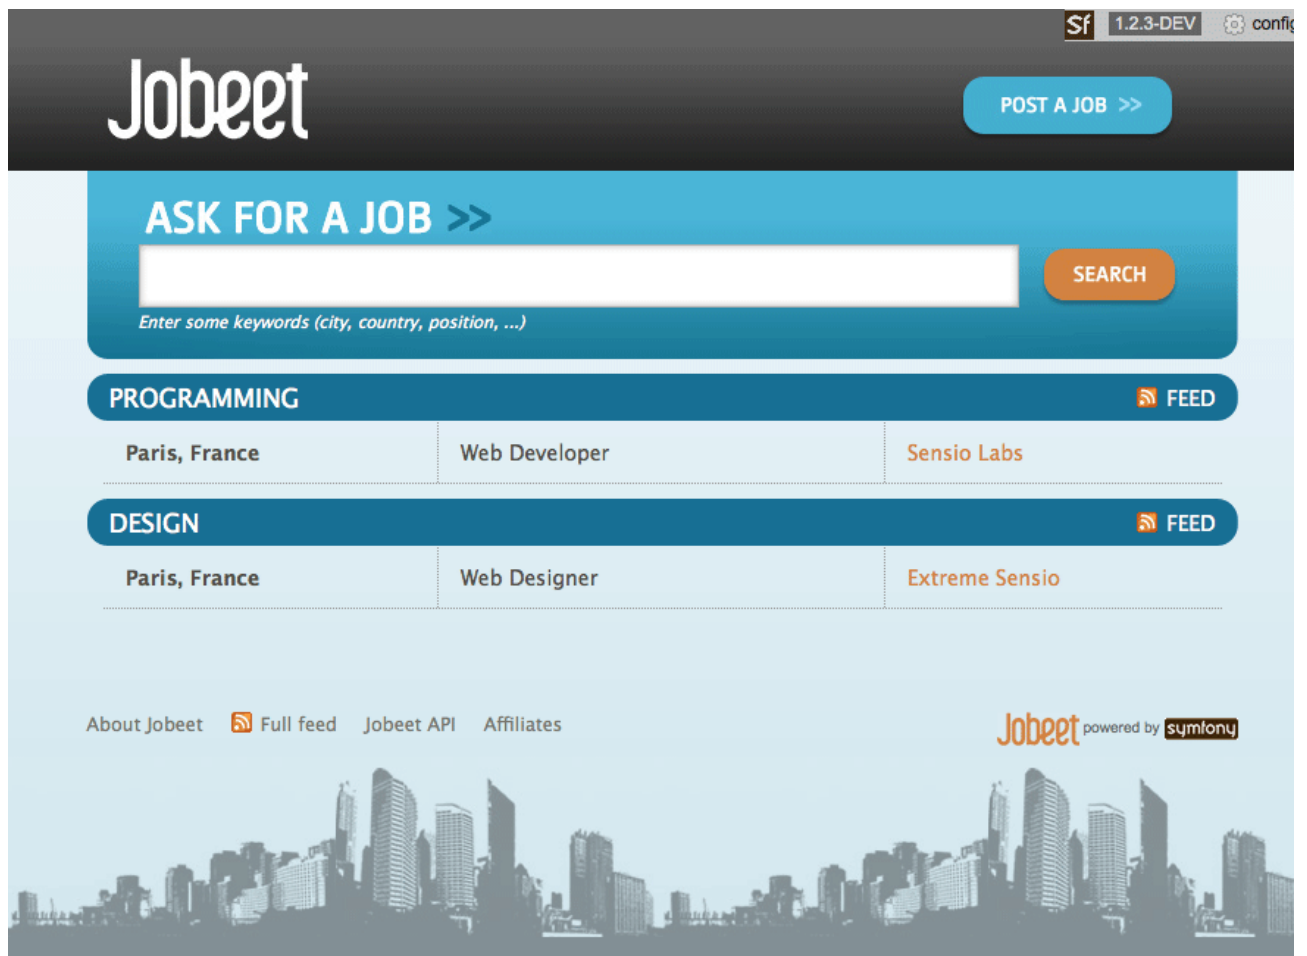 Sf 1.2.3-DEV config
Jobeet
POST A JOB >>
ASK FOR A JOB >>
SEARCH
Enter some keywords (city, country, position, ...)
PROGRAMMING FEED
Paris, France Web Developer Sensio Labs
DESIGN FEED
Paris, France Web Designer Extreme Sensio
About Jobeet Full feed Jobeet API Affiliates Jobeet powered by symfony